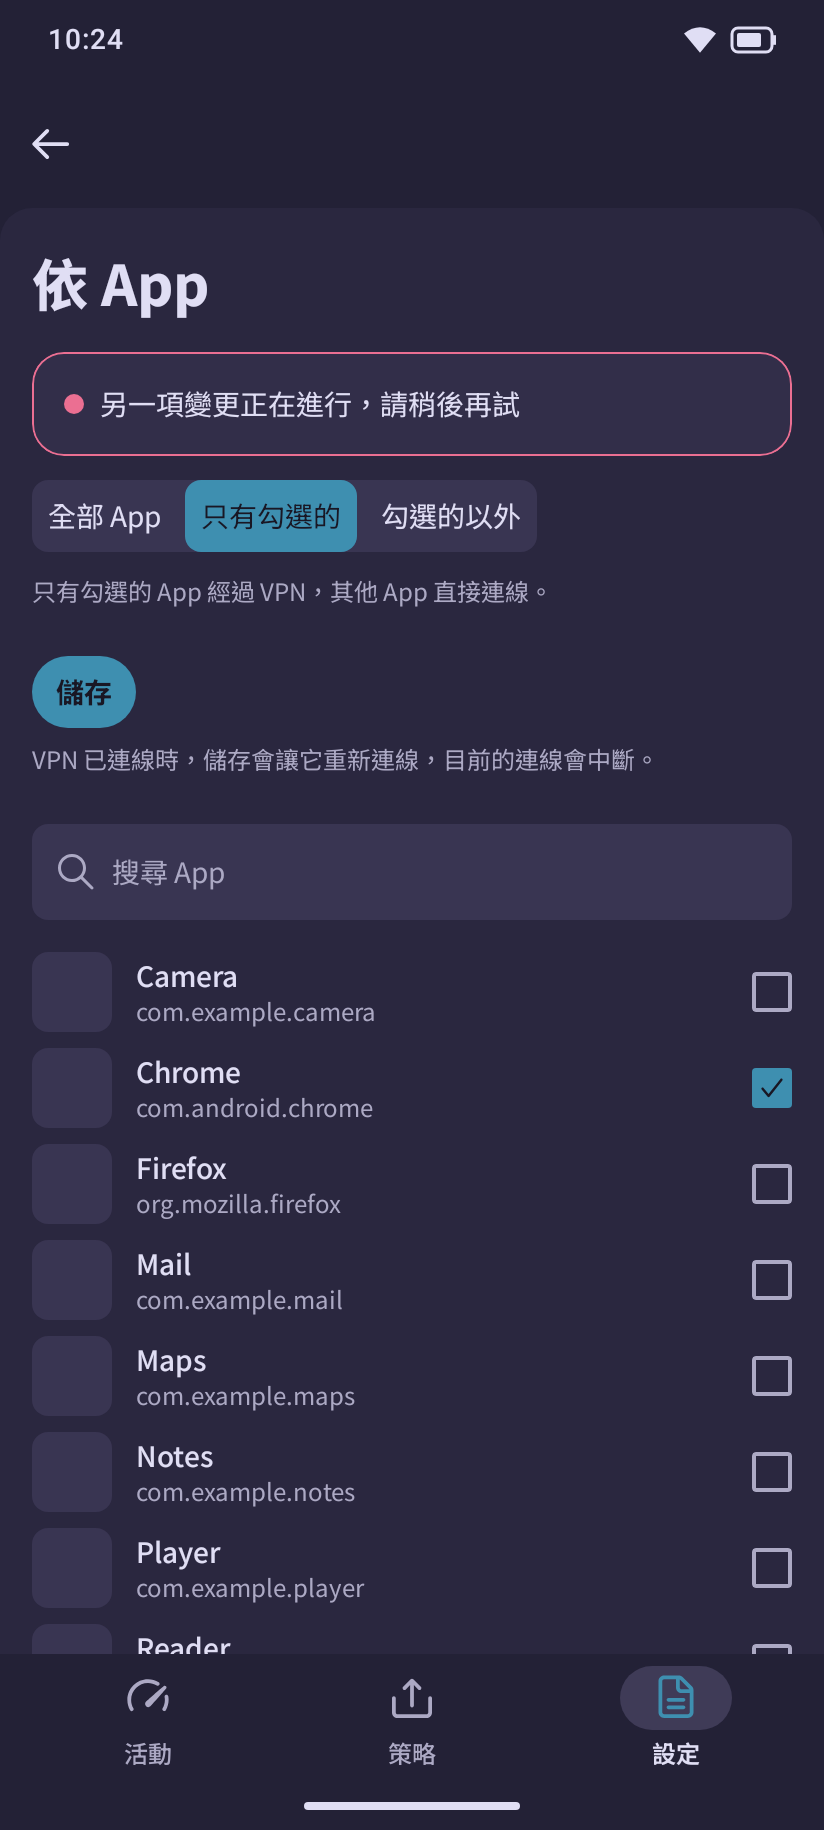 10:24
依 App
另一項變更正在進行，請稍後再試
全部 App
只有勾選的
勾選的以外
只有勾選的 App 經過 VPN，其他 App 直接連線。
儲存
VPN 已連線時，儲存會讓它重新連線，目前的連線會中斷。
搜尋 App
Camera
com.example.camera
Chrome
com.android.chrome
Firefox
org.mozilla.firefox
Mail
com.example.mail
Maps
com.example.maps
Notes
com.example.notes
Player
com.example.player
Reader
活動
策略
設定